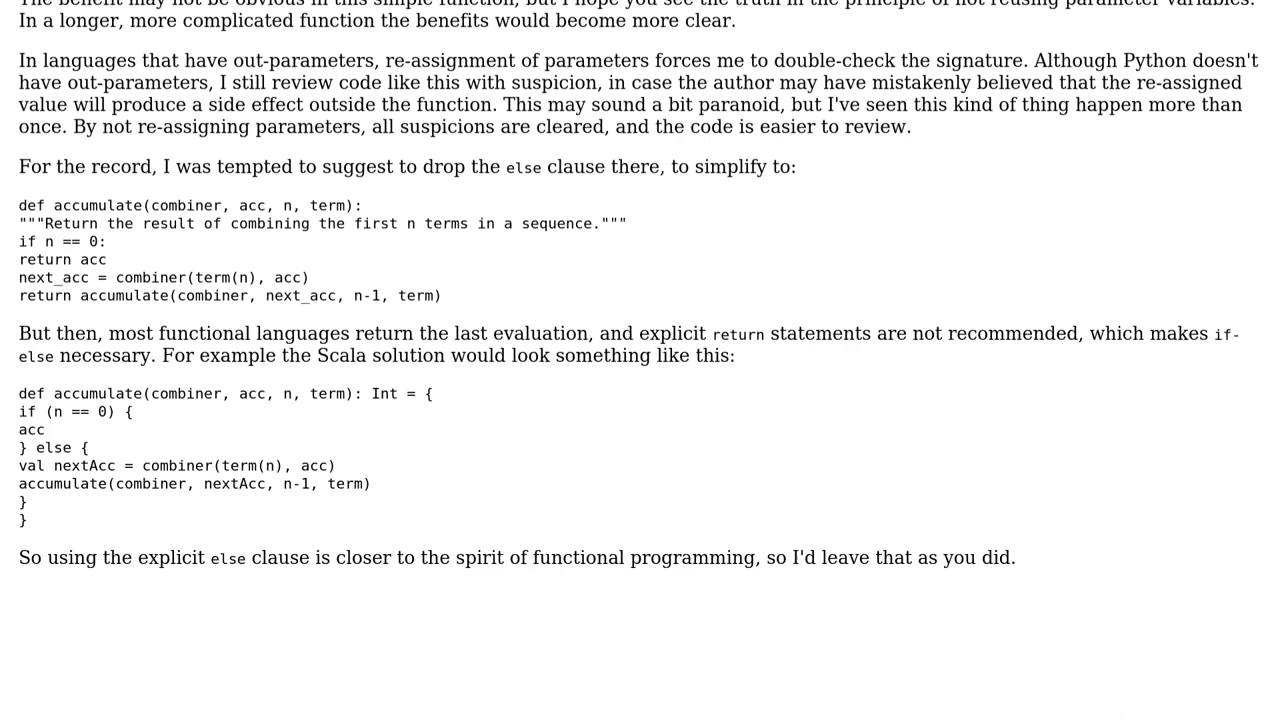 The benefit may not be obvious in this simple function, but I hope you see the truth in the principle of not reusing parameter variables.
In a longer, more complicated function the benefits would become more clear.
In languages that have out-parameters, re-assignment of parameters forces me to double-check the signature. Although Python doesn't
have out-parameters, I still review code like this with suspicion, in case the author may have mistakenly believed that the re-assigned
value will produce a side effect outside the function. This may sound a bit paranoid, but I've seen this kind of thing happen more than
once. By not re-assigning parameters, all suspicions are cleared, and the code is easier to review.
For the record, I was tempted to suggest to drop the else clause there, to simplify to:
def accumulate(combiner, acc, n, term):
"""Return the result of combining the first n terms in a sequence."""
if n == 0:
return acc
next_acc = combiner(term(n), acc)
return accumulate(combiner, next_acc, n-1, term)
But then, most functional languages return the last evaluation, and explicit return statements are not recommended, which makes if-
else necessary. For example the Scala solution would look something like this:
def accumulate(combiner, acc, n, term): Int = {
if (n == 0) {
acc
} else {
val nextAcc = combiner(term(n), acc)
accumulate(combiner, nextAcc, n-1, term)
}
}
So using the explicit else clause is closer to the spirit of functional programming, so I'd leave that as you did.